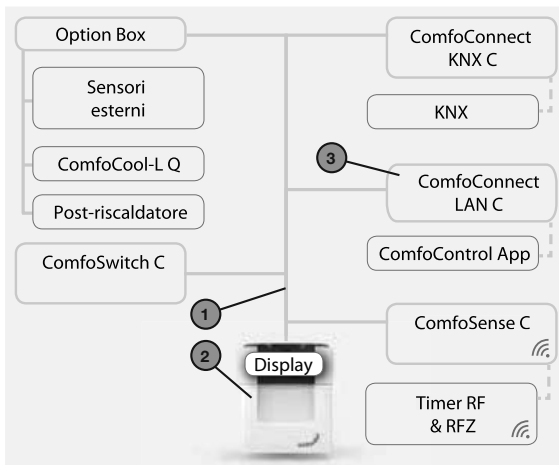 Option Box
Sensori
esterni
ComfoCool-L Q
Post-riscaldatore
ComfoSwitch C
ComfoConnect
KNX C
KNX
3
ComfoConnect
LAN C
ComfoControl App
1
2
Display
ComfoSense C
Timer RF
& RFZ